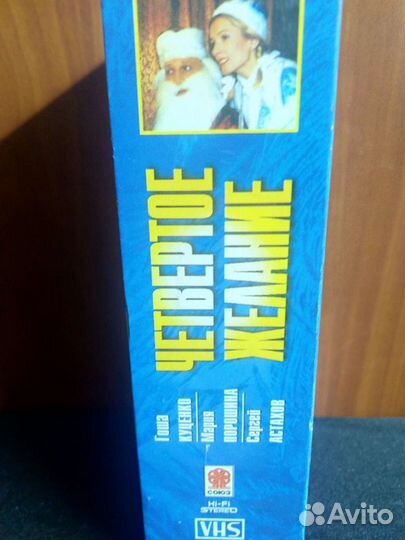 ЧЕТВЕРТОЕ
ЖЕЛАНИЕ
Гоша
КУЦЕНКО
Мария
ПОРОШИНА
Сергей
АСТАХОВ
СОЮЗ
Hi-Fi
STEREO
VHS
Avito